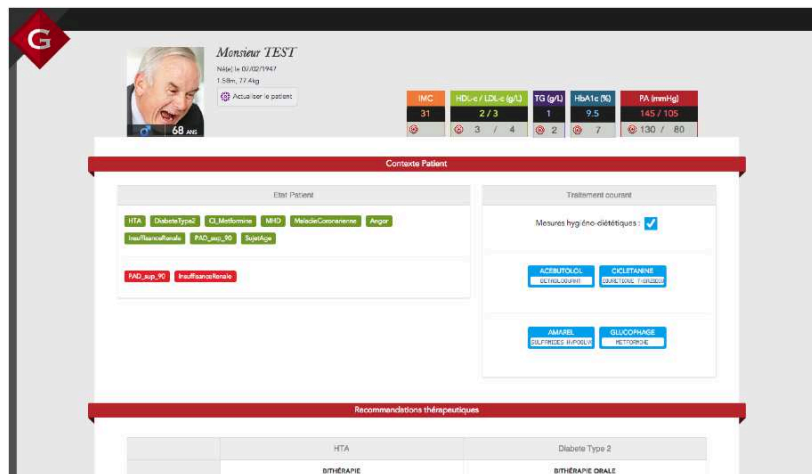 G
Monsieur TEST
Né(e) le 07/02/1947
1.58m, 77.4kg
Actualiser le patient
68 ANS
IMC HDL-c / LDL-c (g/L) TG (g/L) HbA1c (%) PA (mmHg)
31 2 / 3 1 9.5 145 / 105
3 / 4 2 7 130 / 80
Contexte Patient
Etat Patient
HTA DiabeteType2 CI_Metformine MHD MaladieCoronarienne Angor
InsuffisanceRenale PAD_sup_90 SujetAge
PAD_sup_90 InsuffisanceRenale
Traitement courant
Mesures hygiéno-diététiques :
ACEBUTOLOL CICLETANINE
AMAREL GLUCOPHAGE
METFORMINE
Recommandations thérapeutiques
HTA Diabete Type 2
BITHÉRAPIE BITHÉRAPIE ORALE